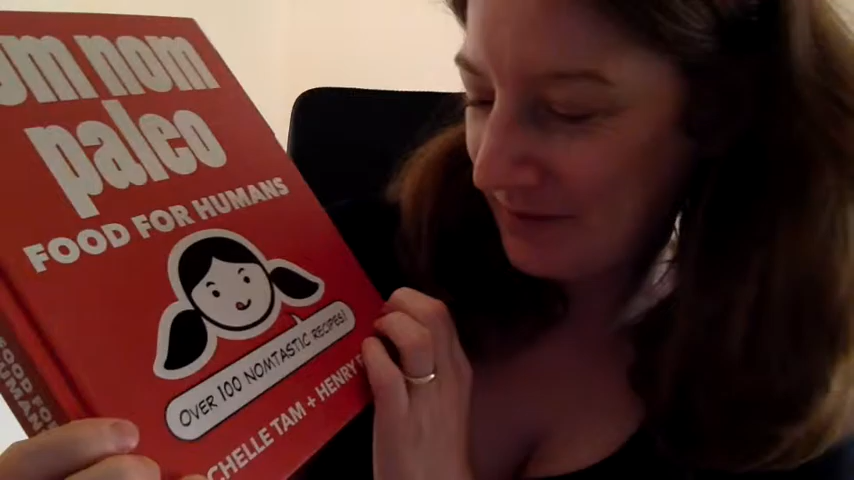 om nom
paleo
FOOD FOR HUMANS
OVER 100 NOMTASTIC RECIPES!
CHELLE TAM + HENRY F
FOOD FOR
HUMANS